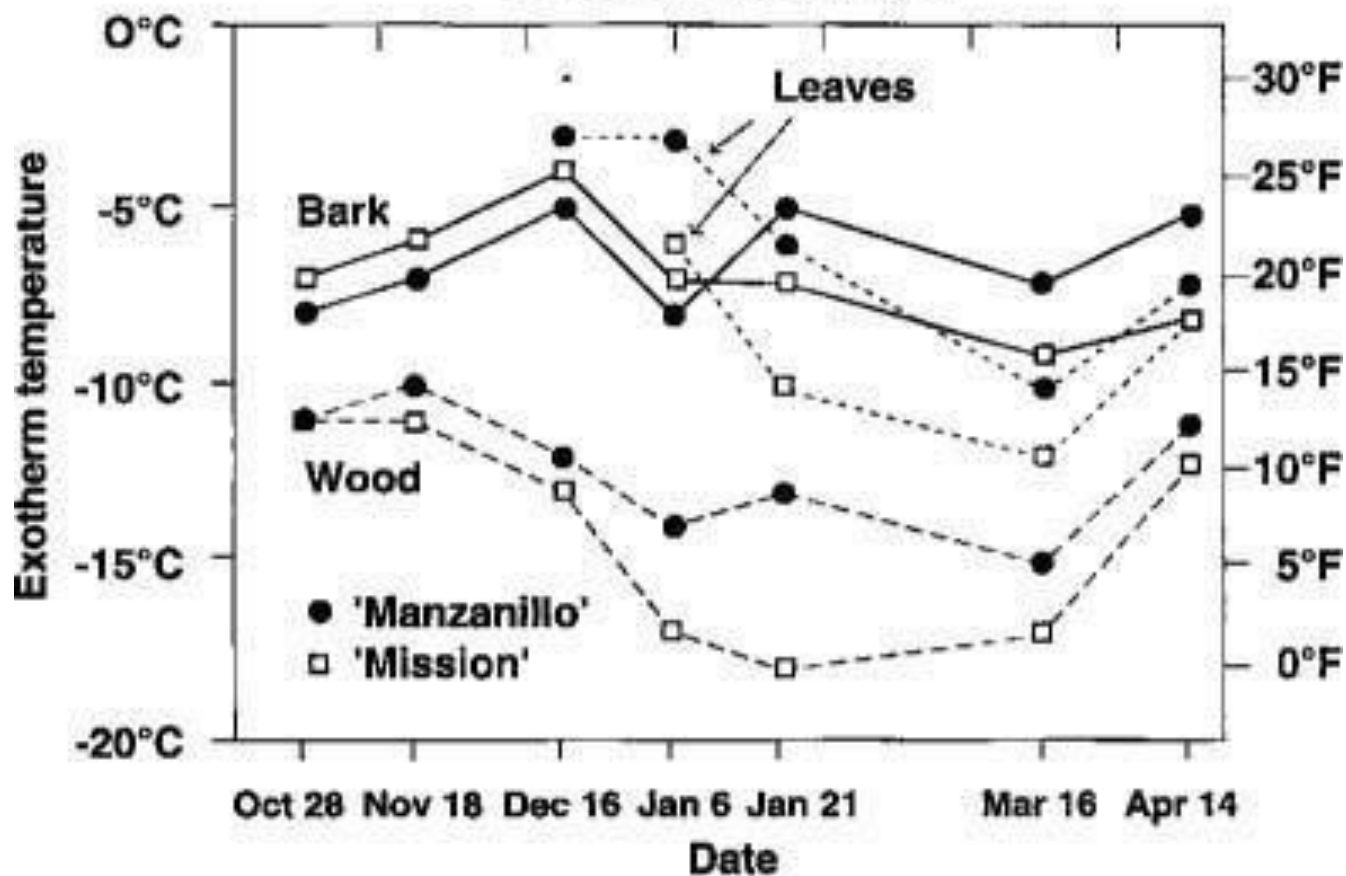 0°C
30°F
Leaves
25°F
-5°C
Bark
20°F
Exotherm temperature
-10°C
15°F
Wood
10°F
-15°C
5°F
'Manzanillo'
'Mission'
0°F
-20°C
Oct 28 Nov 18 Dec 16 Jan 6 Jan 21 Mar 16 Apr 14
Date